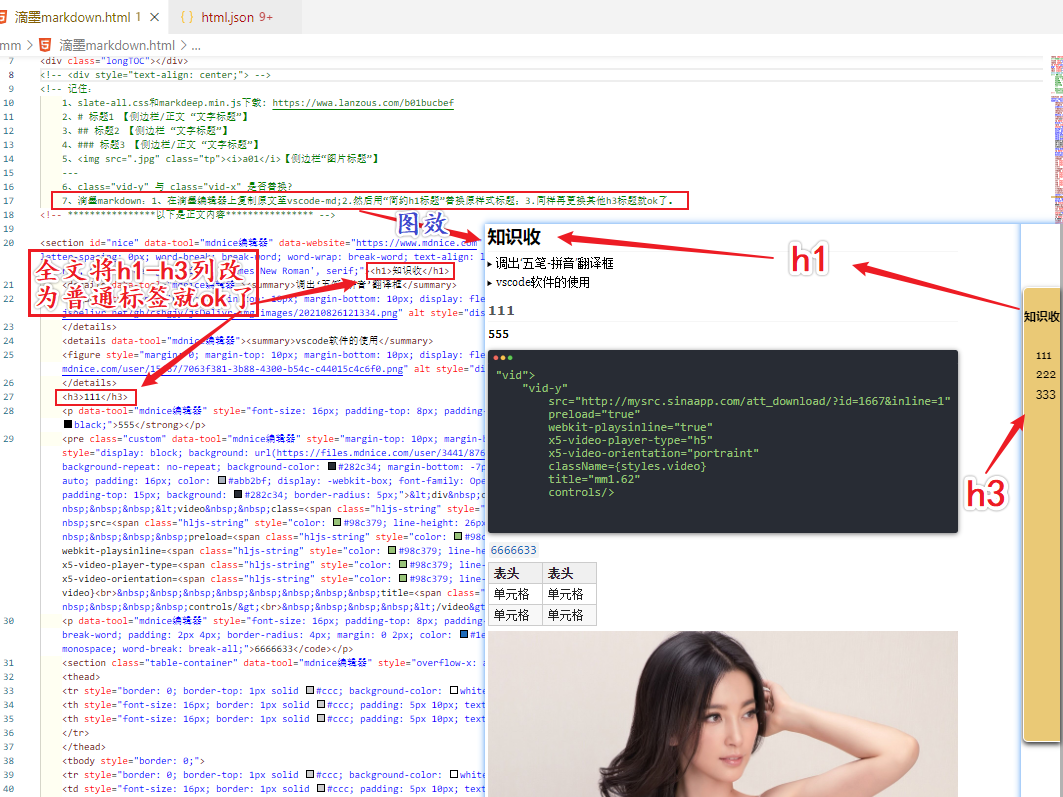 滴墨markdown.html 1 ×
{} html.json 9+
mm > 滴墨markdown.html > ...
7 <div class="longTOC"></div>
8 <!-- <div style="text-align: center;"> -->
9 <!-- 记住:
10 1、slate-all.css和markdeep.min.js下载: https://wwa.lanzous.com/b01bucbef
11 2、# 标题1 【侧边栏/正文 “文字标题”】
12 3、## 标题2 【侧边栏 “文字标题”】
13 4、### 标题3 【侧边栏/正文 “文字标题”】
14 5、<img src=".jpg" class="tp"><i>a01</i>【侧边栏“图片标题”】
15 ---
16 6、class="vid-y" 与 class="vid-x" 是否替换?
17 7、滴墨markdown: 1、在滴墨编辑器上复制原文至vscode-md;2.然后用“简约h1标题”替换原样式标题; 3.同样再更换其他h3标题就ok了.
18 <!-- ****************以下是正文内容**************** -->
19
图效
20 <section id="nice" data-tool="mdnice编辑器" data-website="https://www.mdnice.com
letter-spacing: 0px; word-break: break-word; word-wrap: break-word; text-align: l
mes New Roman', serif;"><h1>知识收</h1>
全文将h1-h3列改
为普通标签就ok了
21 <summary>调出'五笔-拼音'翻译框</summary>
22 margin-bottom: 10px; display: fle
jsdelivr.net/gh/cshgjy/jsDelivr-img/images/20210826121334.png" alt style="dis
23 </details>
24 <details data-tool="mdnice编辑器"><summary>vscode软件的使用</summary>
25 <figure style="margin: 0; margin-top: 10px; margin-bottom: 10px; display: fle
mdnice.com/user/15667/7063f381-3b88-4300-b54c-c44015c4c6f0.png" alt style="di
26 </details>
27 <h3>111</h3>
28 <p data-tool="mdnice编辑器" style="font-size: 16px; padding-top: 8px; padding-
black;">555</strong></p>
29 <pre class="custom" data-tool="mdnice编辑器" style="margin-top: 10px; margin-b
style="display: block; background: url(https://files.mdnice.com/user/3441/876
background-repeat: no-repeat; background-color: #282c34; margin-bottom: -7p
auto; padding: 16px; color: #abb2bf; display: -webkit-box; font-family: Ope
padding-top: 15px; background: #282c34; border-radius: 5px;">&lt;div&nbsp;c
nbsp;&nbsp;&lt;video&nbsp;&nbsp;class=<span class="hljs-string" style="
nbsp;src=<span class="hljs-string" style="color: #98c379; line-height: 26px
nbsp;&nbsp;&nbsp;preload=<span class="hljs-string" style="color: #98c
webkit-playsinline=<span class="hljs-string" style="color: #98c379; line-he
x5-video-player-type=<span class="hljs-string" style="color: #98c379; line-
x5-video-orientation=<span class="hljs-string" style="color: #98c379; line-
video}<br>&nbsp;&nbsp;&nbsp;&nbsp;&nbsp;&nbsp;&nbsp;title=<span class="
nbsp;&nbsp;&nbsp;&nbsp;controls/&gt;<br>&nbsp;&nbsp;&nbsp;&nbsp;&lt;/video&g
30 <p data-tool="mdnice编辑器" style="font-size: 16px; padding-top: 8px; padding-
break-word; padding: 2px 4px; border-radius: 4px; margin: 0 2px; color: #1e
monospace; word-break: break-all;">6666633</code></p>
31 <section class="table-container" data-tool="mdnice编辑器" style="overflow-x: a
32 <thead>
33 <tr style="border: 0; border-top: 1px solid #ccc; background-color: white
34 <th style="font-size: 16px; border: 1px solid #ccc; padding: 5px 10px; text
35 <th style="font-size: 16px; border: 1px solid #ccc; padding: 5px 10px; text
36 </tr>
37 </thead>
38 <tbody style="border: 0;">
39 <tr style="border: 0; border-top: 1px solid #ccc; background-color: white
40 <td style="font-size: 16px; border: 1px solid #ccc; padding: 5px 10px; text
知识收
h1
调出'五笔-拼音'翻译框
vscode软件的使用
111
555
"vid">
"vid-y"
src="http://mysrc.sinaapp.com/att_download/?id=1667&inline=1"
preload="true"
webkit-playsinline="true"
x5-video-player-type="h5"
x5-video-orientation="portraint"
className={styles.video}
title="mm1.62"
controls/>
6666633
表头 表头
单元格 单元格
单元格 单元格
知识收
111
222
333
h3